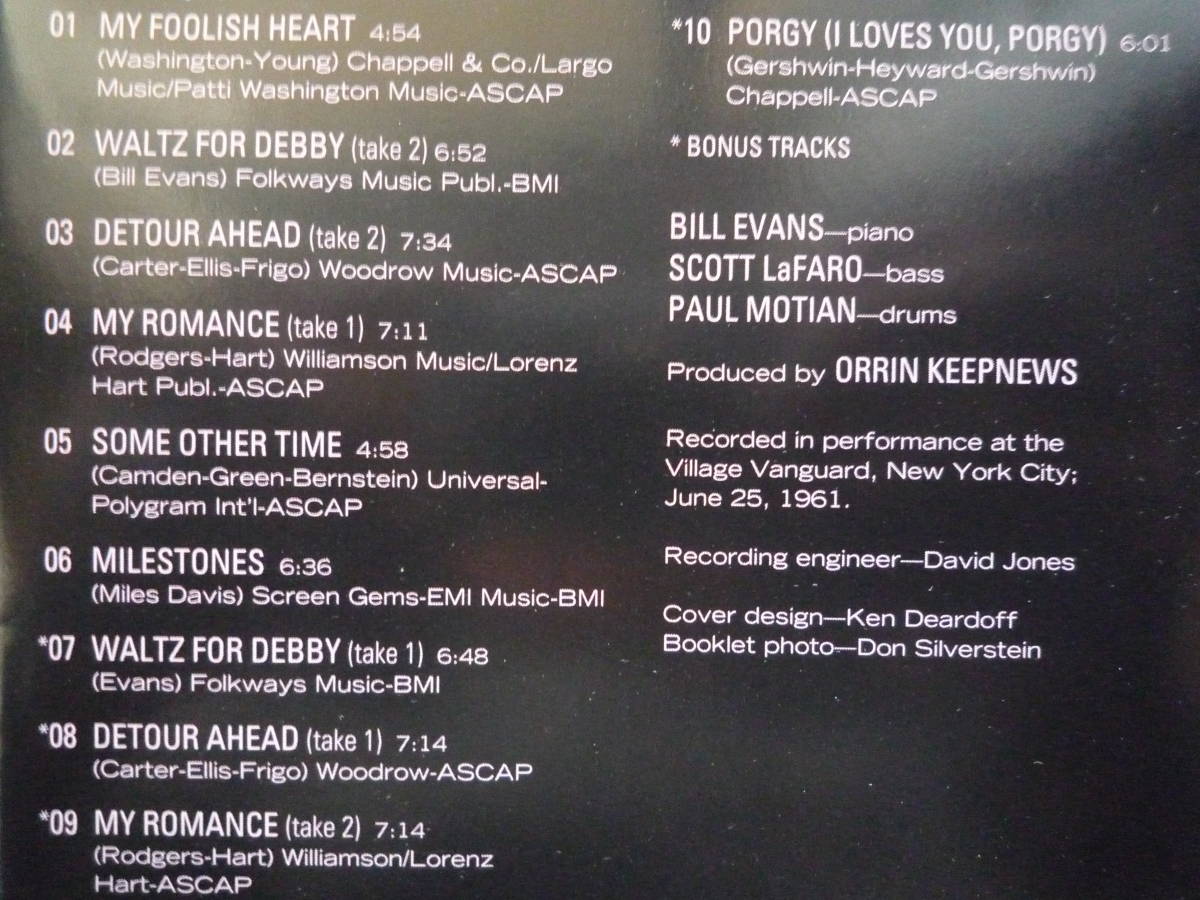 01 MY FOOLISH HEART 4:54
(Washington-Young) Chappell & Co./Largo
Music/Patti Washington Music-ASCAP
02 WALTZ FOR DEBBY (take 2) 6:52
(Bill Evans) Folkways Music Publ.-BMI
03 DETOUR AHEAD (take 2) 7:34
(Carter-Ellis-Frigo) Woodrow Music-ASCAP
04 MY ROMANCE (take 1) 7:11
(Rodgers-Hart) Williamson Music/Lorenz
Hart Publ.-ASCAP
05 SOME OTHER TIME 4:58
(Camden-Green-Bernstein) Universal-
Polygram Int'l-ASCAP
06 MILESTONES 6:36
(Miles Davis) Screen Gems-EMI Music-BMI
*07 WALTZ FOR DEBBY (take 1) 6:48
(Evans) Folkways Music-BMI
*08 DETOUR AHEAD (take 1) 7:14
(Carter-Ellis-Frigo) Woodrow-ASCAP
*09 MY ROMANCE (take 2) 7:14
(Rodgers-Hart) Williamson/Lorenz
Hart-ASCAP
*10 PORGY (I LOVES YOU, PORGY) 6:01
(Gershwin-Heyward-Gershwin)
Chappell-ASCAP
* BONUS TRACKS
BILL EVANS—piano
SCOTT LaFARO—bass
PAUL MOTIAN—drums
Produced by ORRIN KEEPNEWS
Recorded in performance at the
Village Vanguard, New York City;
June 25, 1961.
Recording engineer—David Jones
Cover design—Ken Deardoff
Booklet photo—Don Silverstein